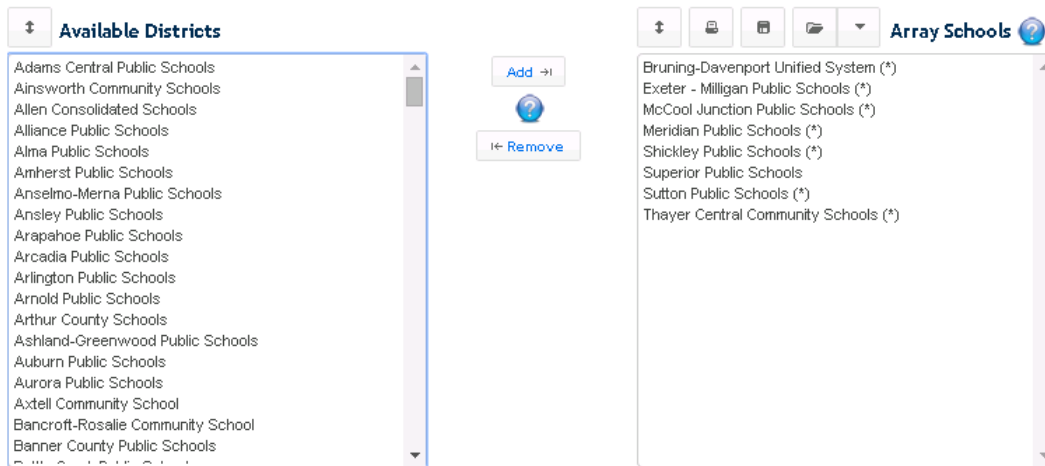 Available Districts
Adams Central Public Schools
Ainsworth Community Schools
Allen Consolidated Schools
Alliance Public Schools
Alma Public Schools
Amherst Public Schools
Anselmo-Merna Public Schools
Ansley Public Schools
Arapahoe Public Schools
Arcadia Public Schools
Arlington Public Schools
Arnold Public Schools
Arthur County Schools
Ashland-Greenwood Public Schools
Auburn Public Schools
Aurora Public Schools
Axtell Community School
Bancroft-Rosalie Community School
Banner County Public Schools
Add
?
Remove
Array Schools ?
Bruning-Davenport Unified System (*)
Exeter - Milligan Public Schools (*)
McCool Junction Public Schools (*)
Meridian Public Schools (*)
Shickley Public Schools (*)
Superior Public Schools
Sutton Public Schools (*)
Thayer Central Community Schools (*)